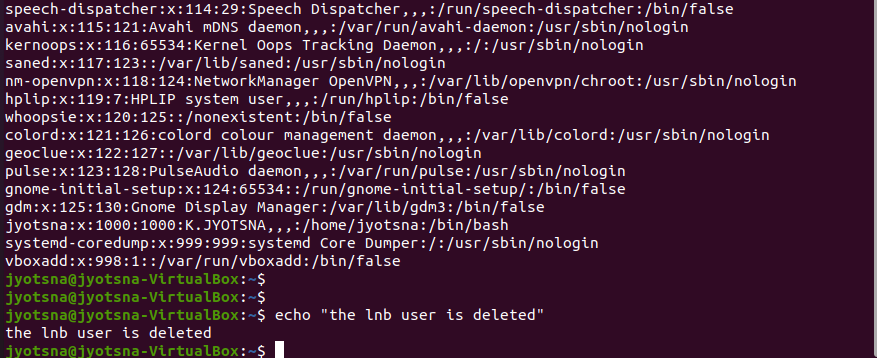 speech-dispatcher:x:114:29:Speech Dispatcher,,,:/run/speech-dispatcher:/bin/false
avahi:x:115:121:Avahi mDNS daemon,,,:/var/run/avahi-daemon:/usr/sbin/nologin
kernoops:x:116:65534:Kernel Oops Tracking Daemon,,,:/:/usr/sbin/nologin
saned:x:117:123::/var/lib/saned:/usr/sbin/nologin
nm-openvpn:x:118:124:NetworkManager OpenVPN,,,:/var/lib/openvpn/chroot:/usr/sbin/nologin
hplip:x:119:7:HPLIP system user,,,:/run/hplip:/bin/false
whoopsie:x:120:125::/nonexistent:/bin/false
colord:x:121:126:colord colour management daemon,,,:/var/lib/colord:/usr/sbin/nologin
geoclue:x:122:127::/var/lib/geoclue:/usr/sbin/nologin
pulse:x:123:128:PulseAudio daemon,,,:/var/run/pulse:/usr/sbin/nologin
gnome-initial-setup:x:124:65534::/run/gnome-initial-setup/:/bin/false
gdm:x:125:130:Gnome Display Manager:/var/lib/gdm3:/bin/false
jyotsna:x:1000:1000:K.JYOTSNA,,,:/home/jyotsna:/bin/bash
systemd-coredump:x:999:999:systemd Core Dumper:/:/usr/sbin/nologin
vboxadd:x:998:1::/var/run/vboxadd:/bin/false
jyotsna@jyotsna-VirtualBox:~$
jyotsna@jyotsna-VirtualBox:~$
jyotsna@jyotsna-VirtualBox:~$ echo "the lnb user is deleted"
the lnb user is deleted
jyotsna@jyotsna-VirtualBox:~$